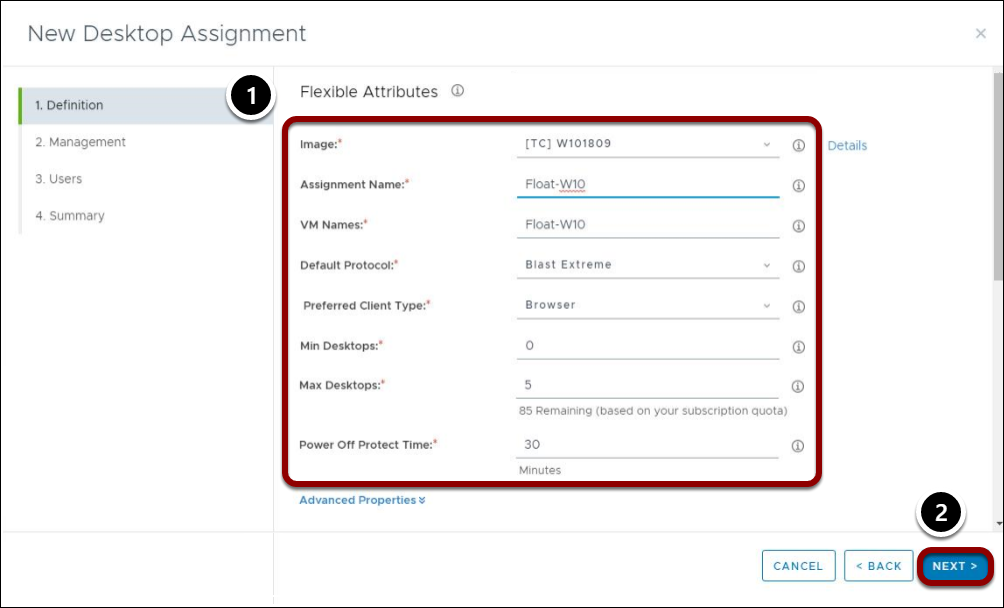 New Desktop Assignment ×
1. Definition
2. Management
3. Users
4. Summary
1
Flexible Attributes
Image:* [TC] W101809 Details
Assignment Name:* Float-W10
VM Names:* Float-W10
Default Protocol:* Blast Extreme
Preferred Client Type:* Browser
Min Desktops:* 0
Max Desktops:* 5
85 Remaining (based on your subscription quota)
Power Off Protect Time:* 30
Minutes
Advanced Properties
2
CANCEL < BACK NEXT >